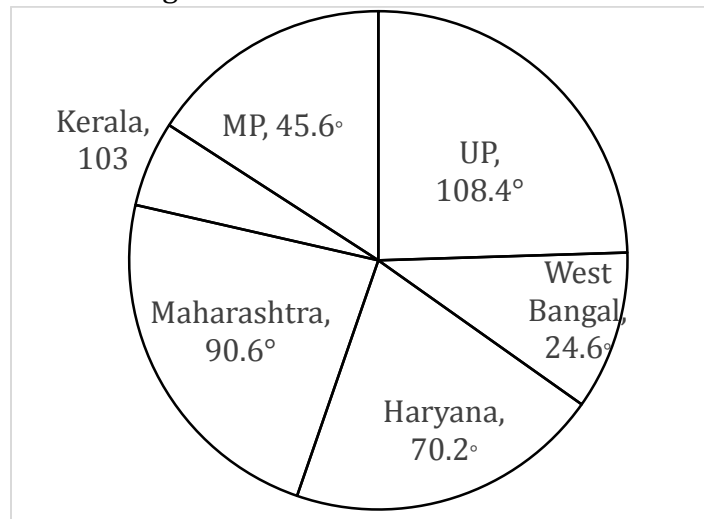 Kerala,
103
MP, 45.6°
UP,
108.4°
West
Bangal,
24.6°
Maharashtra,
90.6°
Haryana,
70.2°